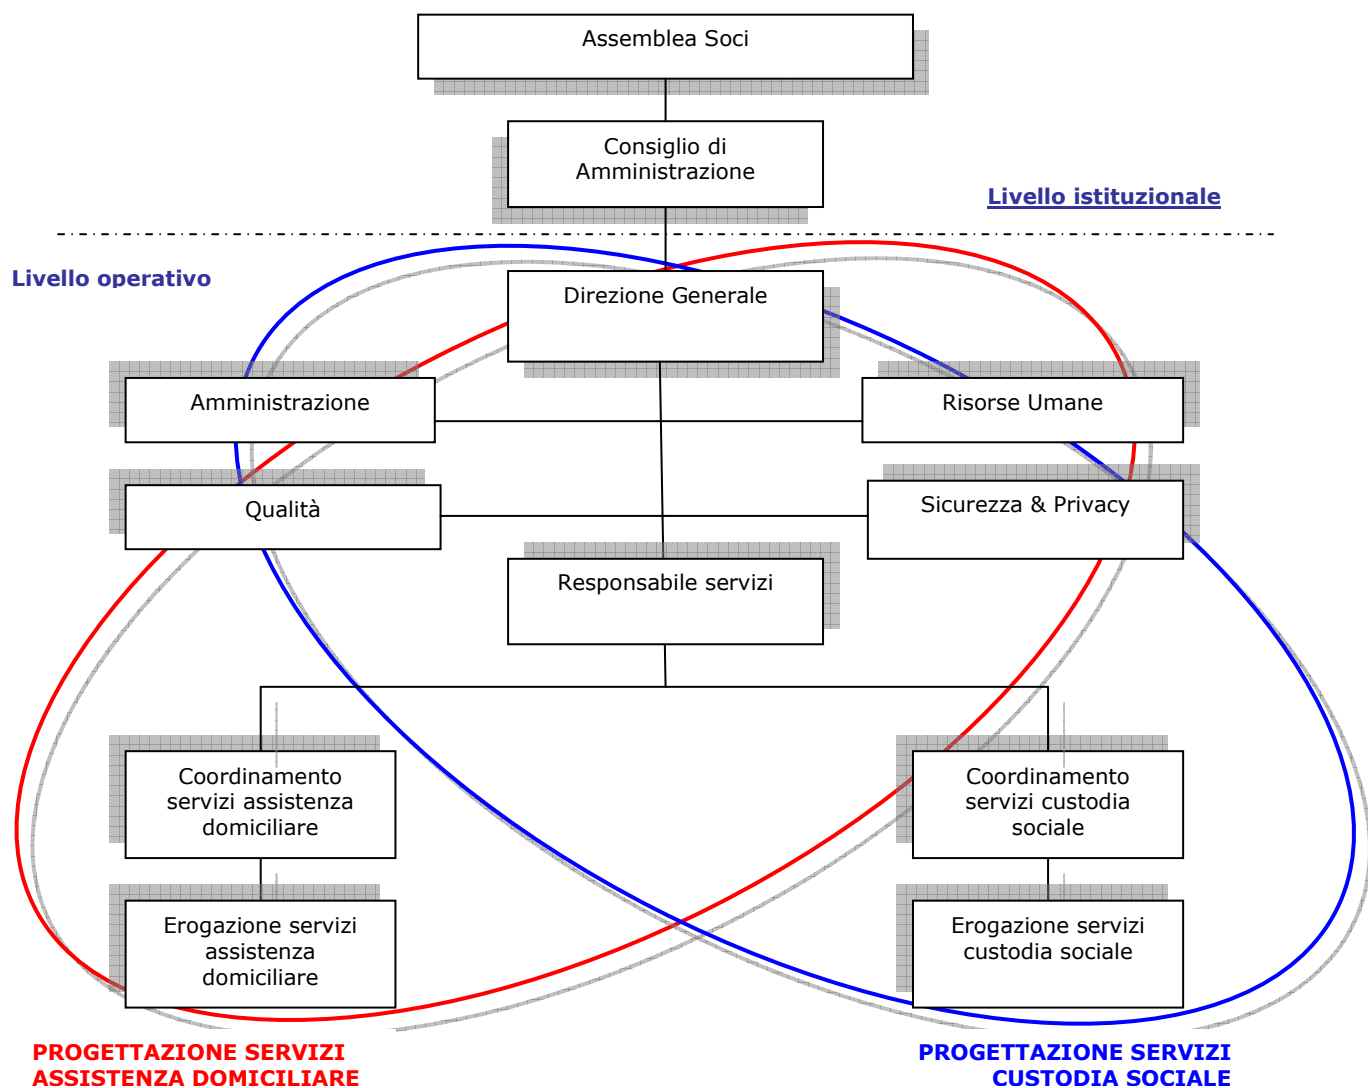 Assemblea Soci
Consiglio di
Amministrazione
Livello istituzionale
Livello operativo
Direzione Generale
Amministrazione
Risorse Umane
Qualità
Sicurezza & Privacy
Responsabile servizi
Coordinamento
servizi assistenza
domiciliare
Coordinamento
servizi custodia
sociale
Erogazione servizi
assistenza
domiciliare
Erogazione servizi
custodia sociale
PROGETTAZIONE SERVIZI
ASSISTENZA DOMICILIARE
PROGETTAZIONE SERVIZI
CUSTODIA SOCIALE